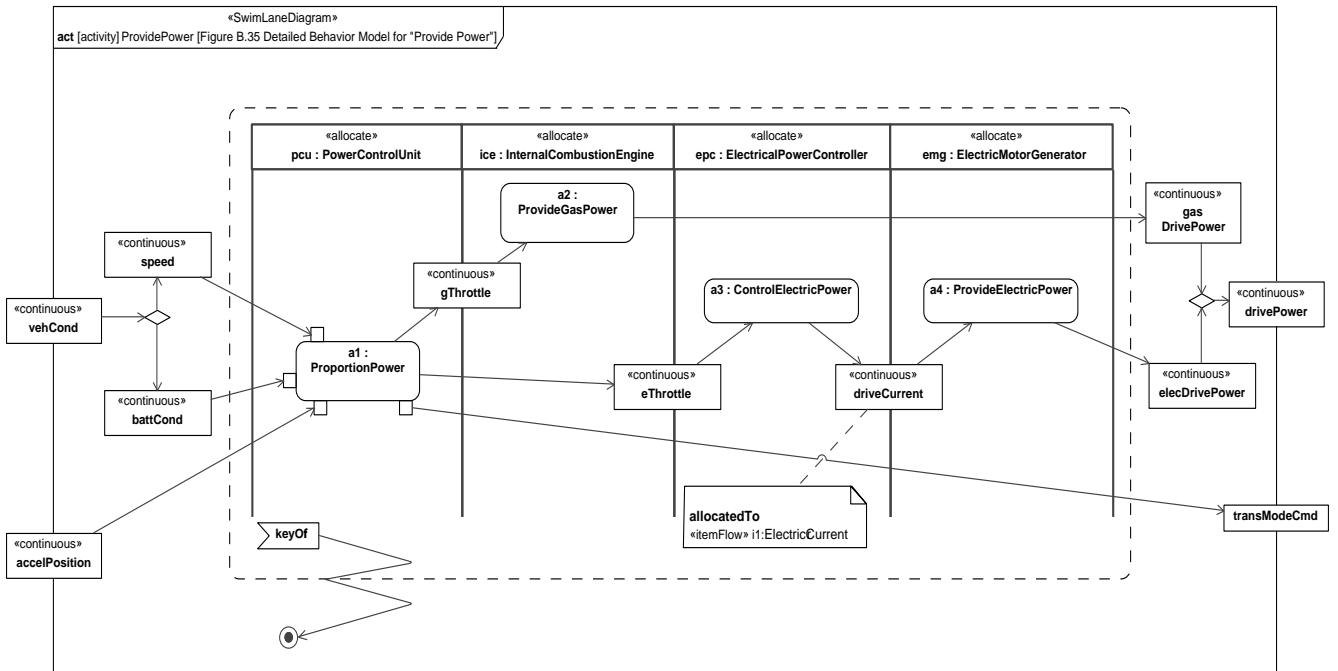 «SwimLaneDiagram»
act [activity] ProvidePower [Figure B.35 Detailed Behavior Model for "Provide Power"]
«allocate»
pcu : PowerControlUnit
«allocate»
ice : InternalCombustionEngine
«allocate»
epc : ElectricalPowerController
«allocate»
emg : ElectricMotorGenerator
a2 :
ProvideGasPower
«continuous»
gas
DrivePower
«continuous»
speed
«continuous»
gThrottle
a3 : ControlElectricPower
a4 : ProvideElectricPower
«continuous»
vehCond
«continuous»
drivePower
a1 :
ProportionPower
«continuous»
eThrottle
«continuous»
driveCurrent
«continuous»
elecDrivePower
«continuous»
battCond
allocatedTo
«itemFlow» i1:ElectricCurrent
transModeCmd
keyOf
«continuous»
accelPosition